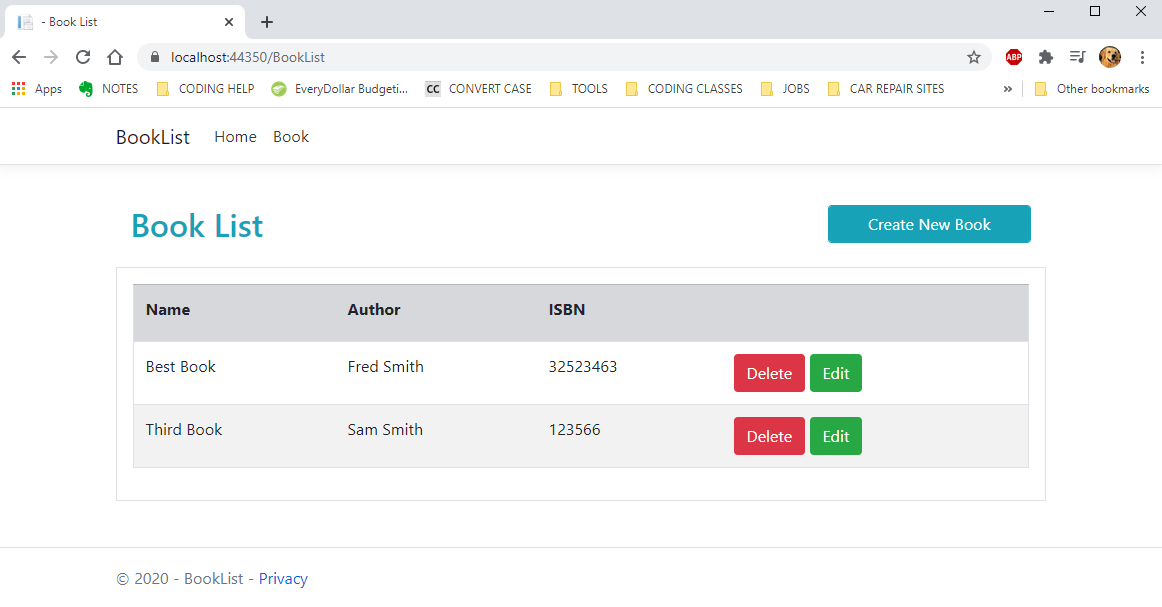 - Book List
localhost:44350/BookList
ABP
Apps NOTES CODING HELP EveryDollar Budgeti... CC CONVERT CASE TOOLS CODING CLASSES JOBS CAR REPAIR SITES » Other bookmarks
BookList Home Book
Book List Create New Book
Name Author ISBN
Best Book Fred Smith 32523463 Delete Edit
Third Book Sam Smith 123566 Delete Edit
© 2020 - BookList - Privacy